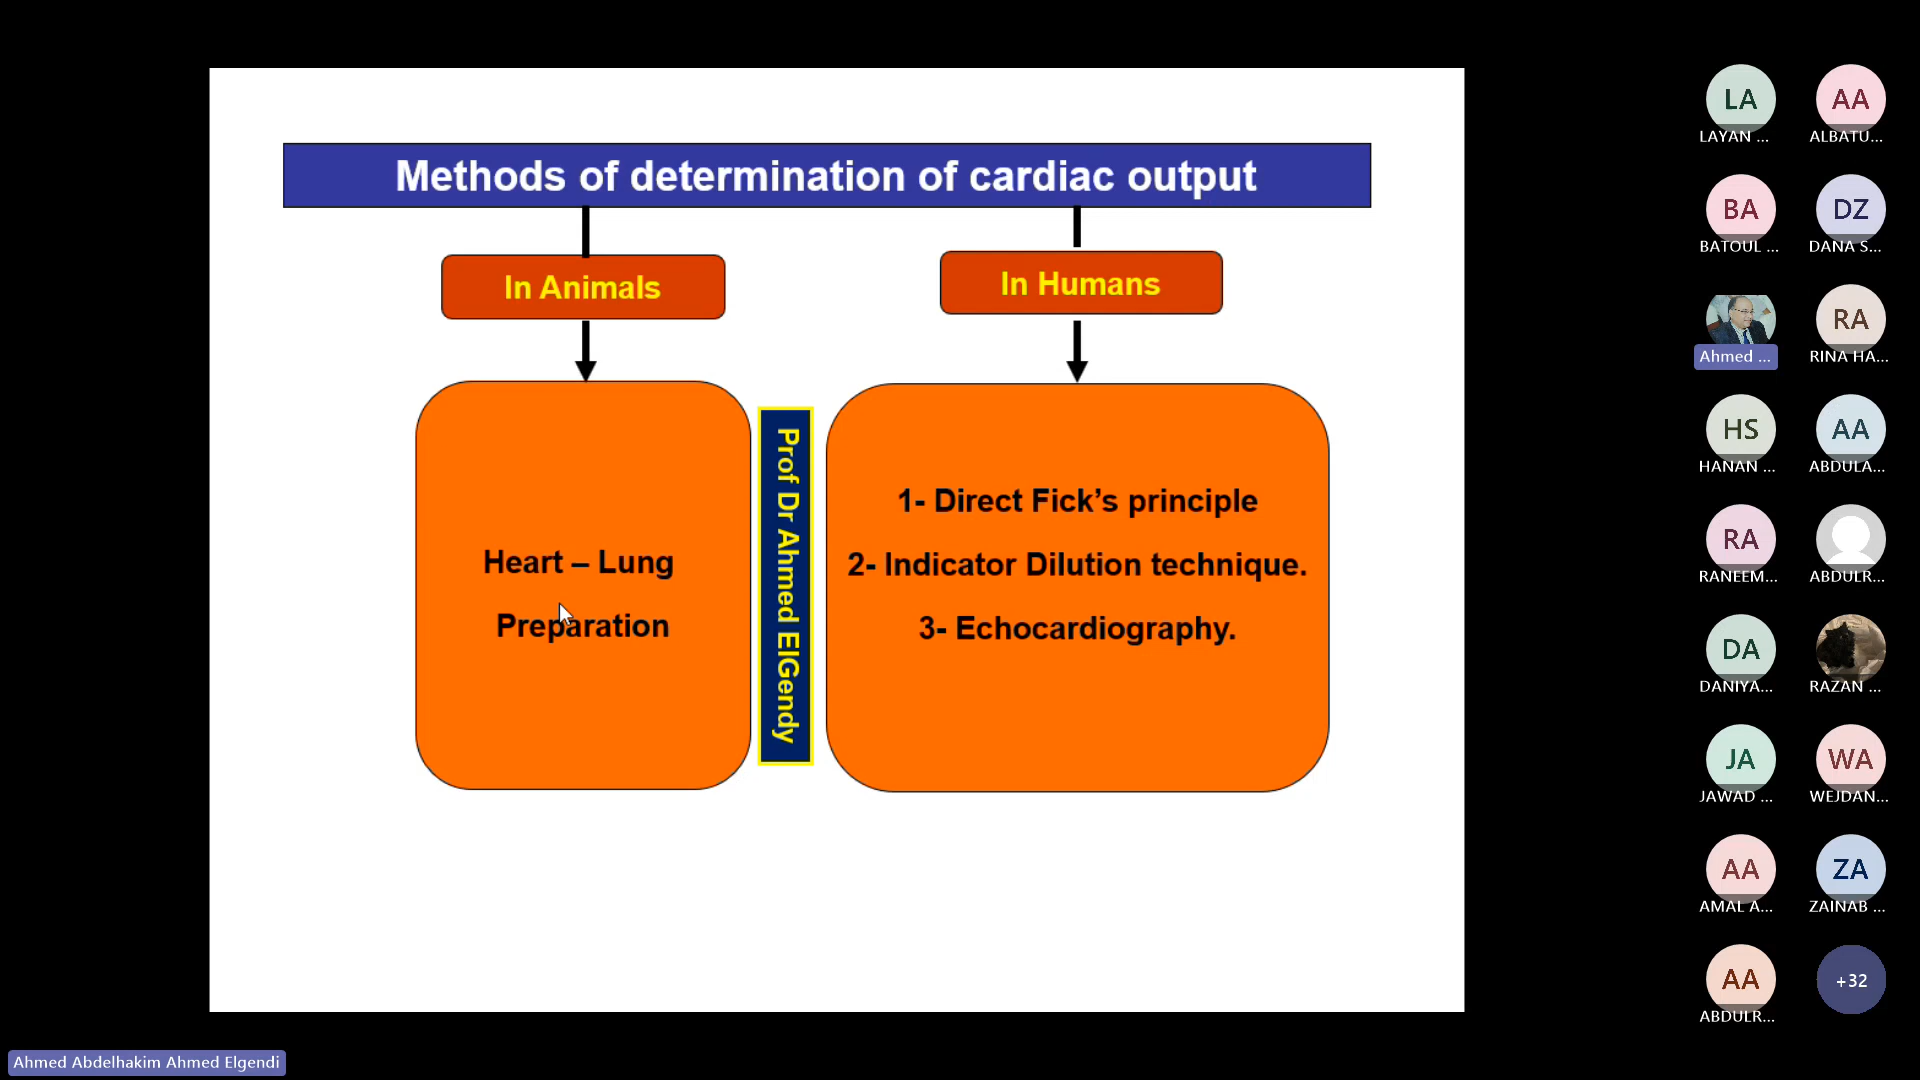 Methods of determination of cardiac output
In Animals
In Humans
Heart – Lung
Preparation
Prof Dr Ahmed ElGendy
1- Direct Fick’s principle
2- Indicator Dilution technique.
3- Echocardiography.
LA
LAYAN ...
AA
ALBATU...
BA
BATOUL ...
DZ
DANA S...
Ahmed ...
RA
RINA HA...
HS
HANAN ...
AA
ABDULA...
RA
RANEEM...
ABDULR...
DA
DANIYA...
RAZAN ...
JA
JAWAD ...
WA
WEJDAN...
AA
AMAL A...
ZA
ZAINAB ...
AA
ABDULR...
+32
Ahmed Abdelhakim Ahmed Elgendi